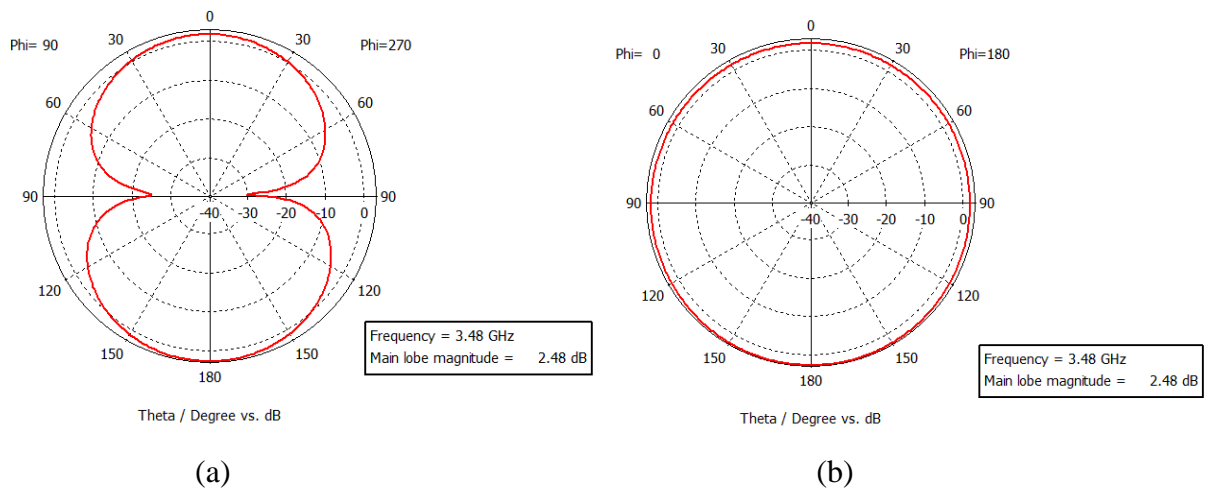 0
Phi= 90 30 30 Phi=270
60 60
90 -40 -30 -20 -10 0 90
120 120
150 150
180
Frequency = 3.48 GHz
Main lobe magnitude = 2.48 dB
Theta / Degree vs. dB
(a)
0
Phi= 0 30 30 Phi=180
60 60
90 -40 -30 -20 -10 0 90
120 120
150 150
180
Frequency = 3.48 GHz
Main lobe magnitude = 2.48 dB
Theta / Degree vs. dB
(b)